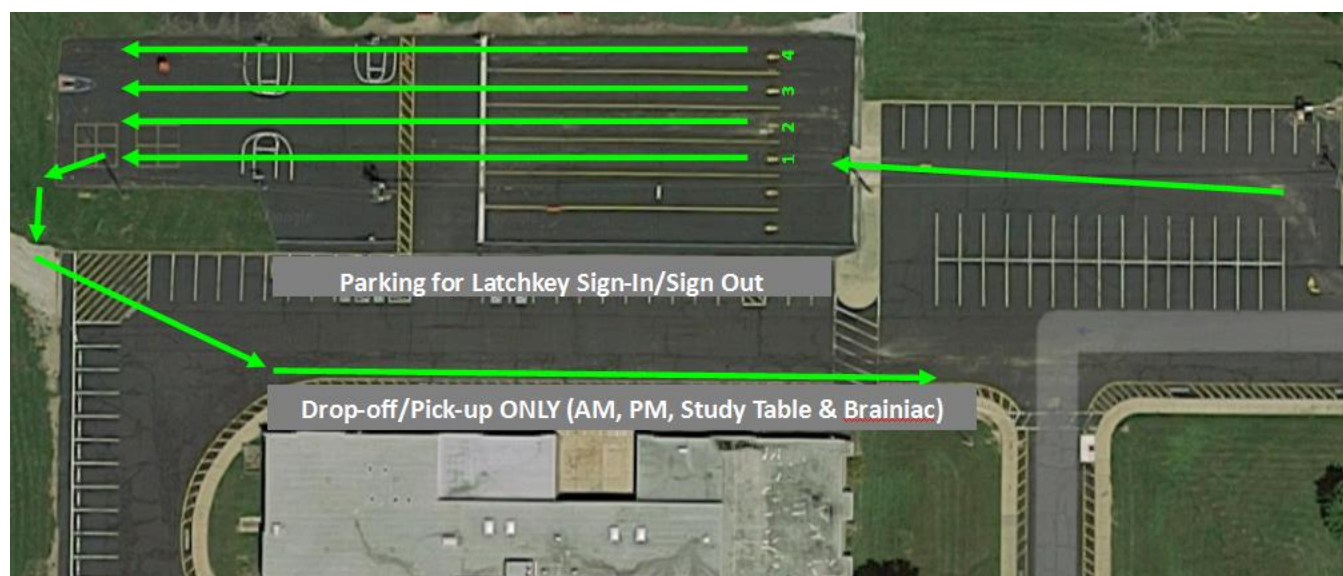 4
3
2
1
Parking for Latchkey Sign-In/Sign Out
Drop-off/Pick-up ONLY (AM, PM, Study Table & Brainiac)